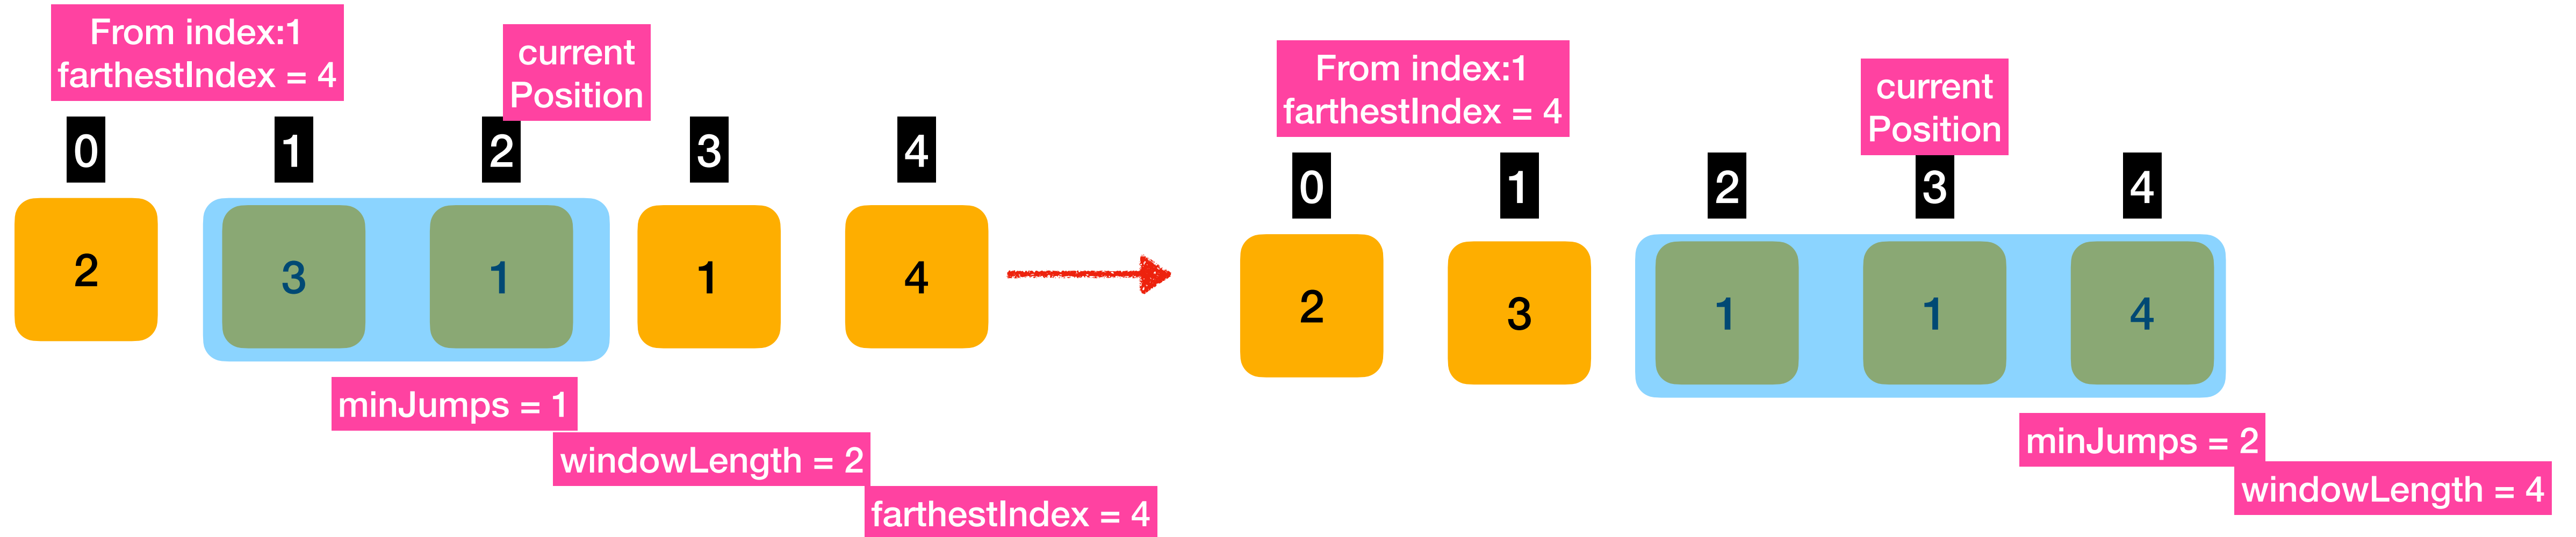 From index:1
farthestIndex = 4
current
Position
0 1 2 3 4
2 3 1 1 4
minJumps = 1
windowLength = 2
farthestIndex = 4
From index:1
farthestIndex = 4
current
Position
0 1 2 3 4
2 3 1 1 4
minJumps = 2
windowLength = 4